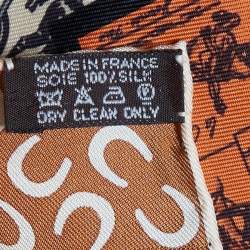 MADE IN FRANCE
SOIE 100% SILK
DRY CLEAN ONLY